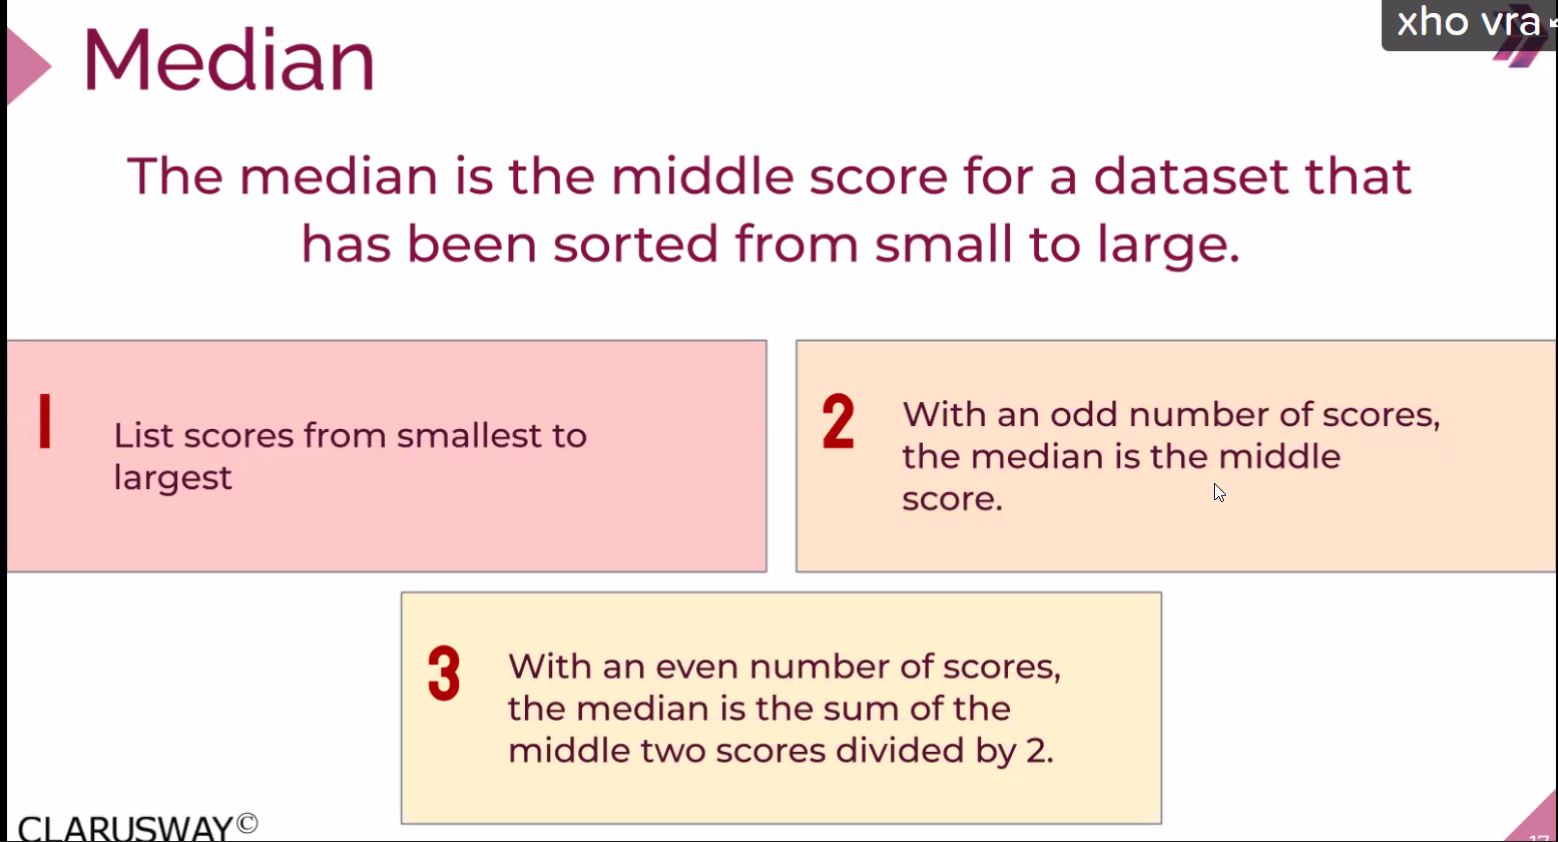 xho vra
Median
The median is the middle score for a dataset that
has been sorted from small to large.
1
List scores from smallest to
largest
2
With an odd number of scores,
the median is the middle
score.
3
With an even number of scores,
the median is the sum of the
middle two scores divided by 2.
CLARUSWAY©
17